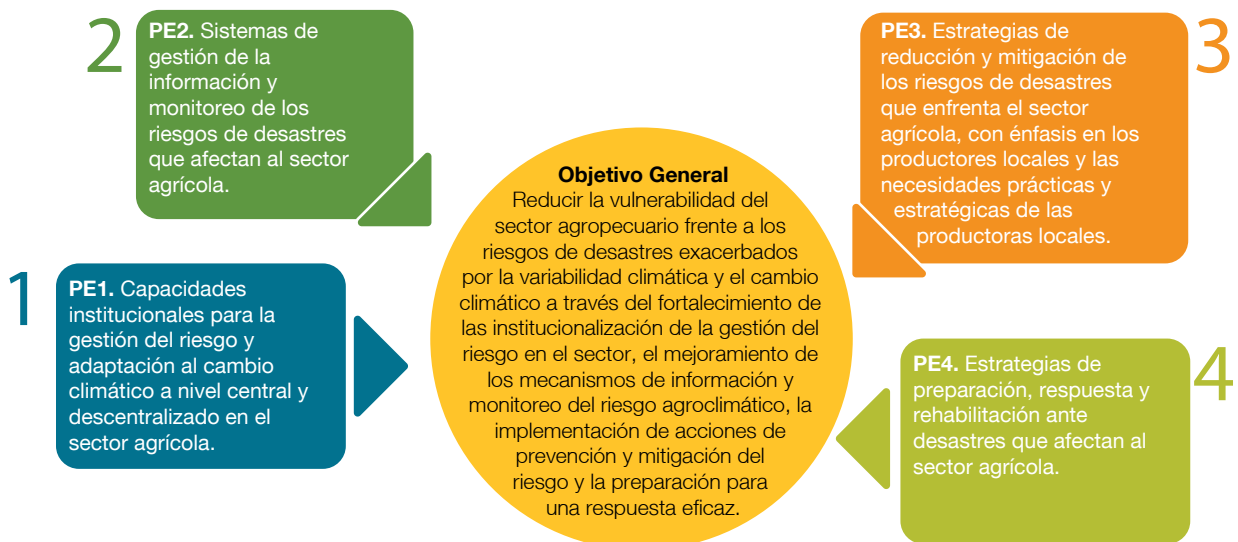 1
PE1. Capacidades
institucionales para la
gestión del riesgo y
adaptación al cambio
climático a nivel central y
descentralizado en el
sector agrícola.
2
PE2. Sistemas de
gestión de la
información y
monitoreo de los
riesgos de desastres
que afectan al sector
agrícola.
Objetivo General
Reducir la vulnerabilidad del
sector agropecuario frente a los
riesgos de desastres exacerbados
por la variabilidad climática y el cambio
climático a través del fortalecimiento de
las institucionalización de la gestión del
riesgo en el sector, el mejoramiento de
los mecanismos de información y
monitoreo del riesgo agroclimático, la
implementación de acciones de
prevención y mitigación del
riesgo y la preparación para
una respuesta eficaz.
3
PE3. Estrategias de
reducción y mitigación de
los riesgos de desastres
que enfrenta el sector
agrícola, con énfasis en los
productores locales y las
necesidades prácticas y
estratégicas de las
productoras locales.
4
PE4. Estrategias de
preparación, respuesta y
rehabilitación ante
desastres que afectan al
sector agrícola.